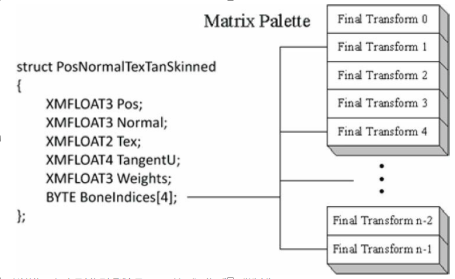 Matrix Palette
struct PosNormalTexTanSkinned
{
XMFLOAT3 Pos;
XMFLOAT3 Normal;
XMFLOAT2 Tex;
XMFLOAT4 TangentU;
XMFLOAT3 Weights;
BYTE BoneIndices[4];
};
Final Transform 0
Final Transform 1
Final Transform 2
Final Transform 3
Final Transform 4
Final Transform n-2
Final Transform n-1